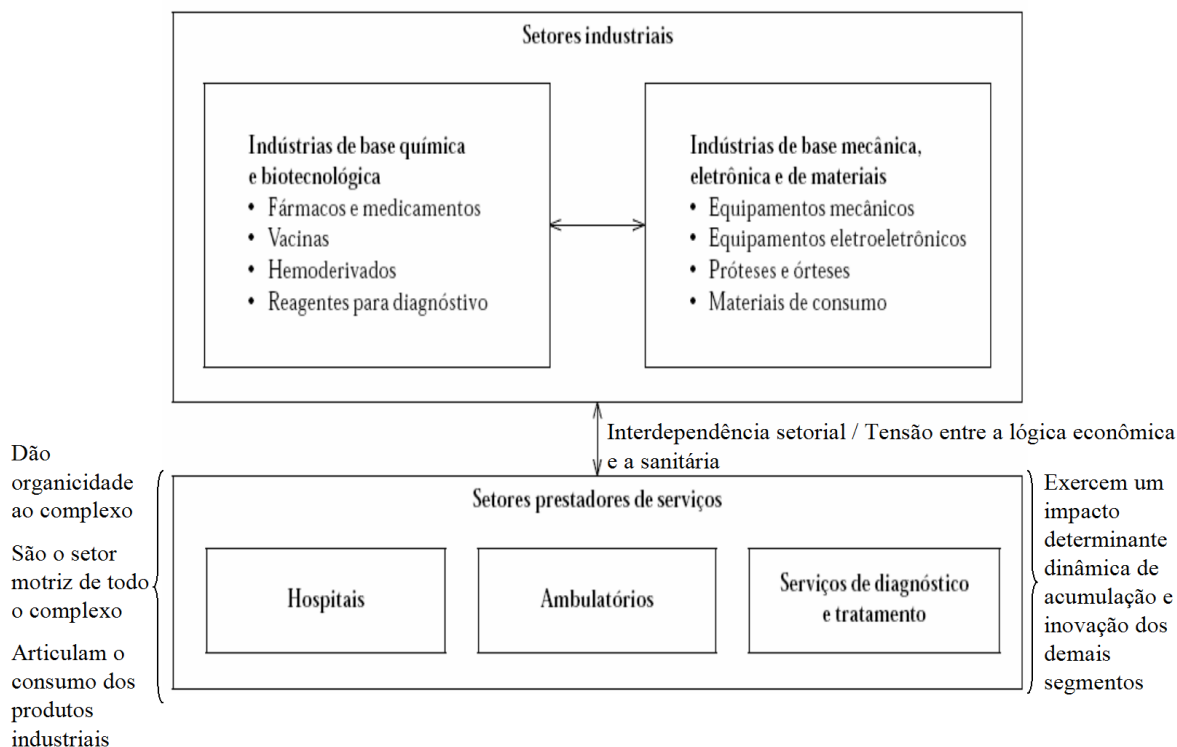 Setores industriais
Indústrias de base química
e biotecnológica
• Fármacos e medicamentos
• Vacinas
• Hemoderivados
• Reagentes para diagnóstivo
Indústrias de base mecânica,
eletrônica e de materiais
• Equipamentos mecânicos
• Equipamentos eletroeletrônicos
• Próteses e órteses
• Materiais de consumo
Interdependência setorial / Tensão entre a lógica econômica
e a sanitária
Dão
organicidade
ao complexo
São o setor
motriz de todo
o complexo
Articulam o
consumo dos
produtos
industriais
Setores prestadores de serviços
Hospitais
Ambulatórios
Serviços de diagnóstico
e tratamento
Exercem um
impacto
determinante
dinâmica de
acumulação e
inovação dos
demais
segmentos